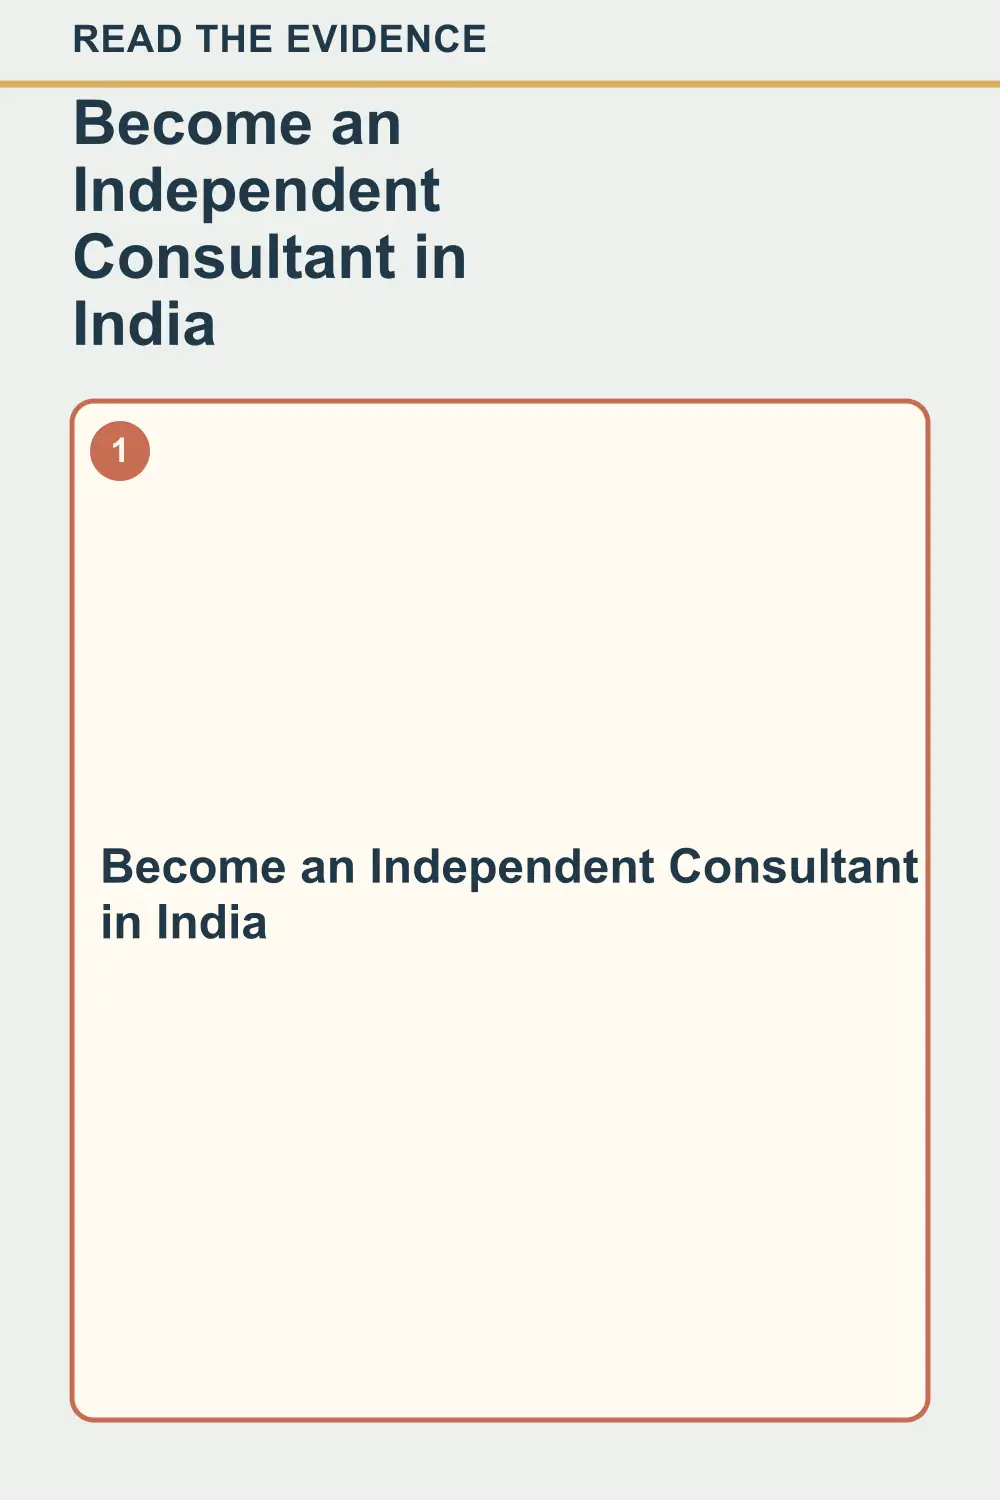 READ THE EVIDENCE
Become an
Independent
Consultant in
India
1
Become an Independent Consultant
in India